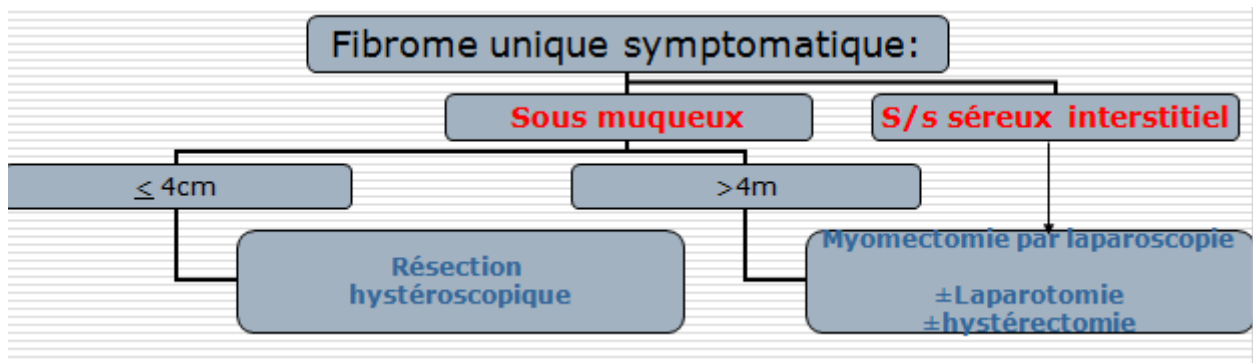 Fibrome unique symptomatique:
Sous muqueux
S/s séreux interstitiel
≤ 4cm
>4m
Résection
hystéroscopique
Myomectomie par laparoscopie
±Laparotomie
±hystérectomie